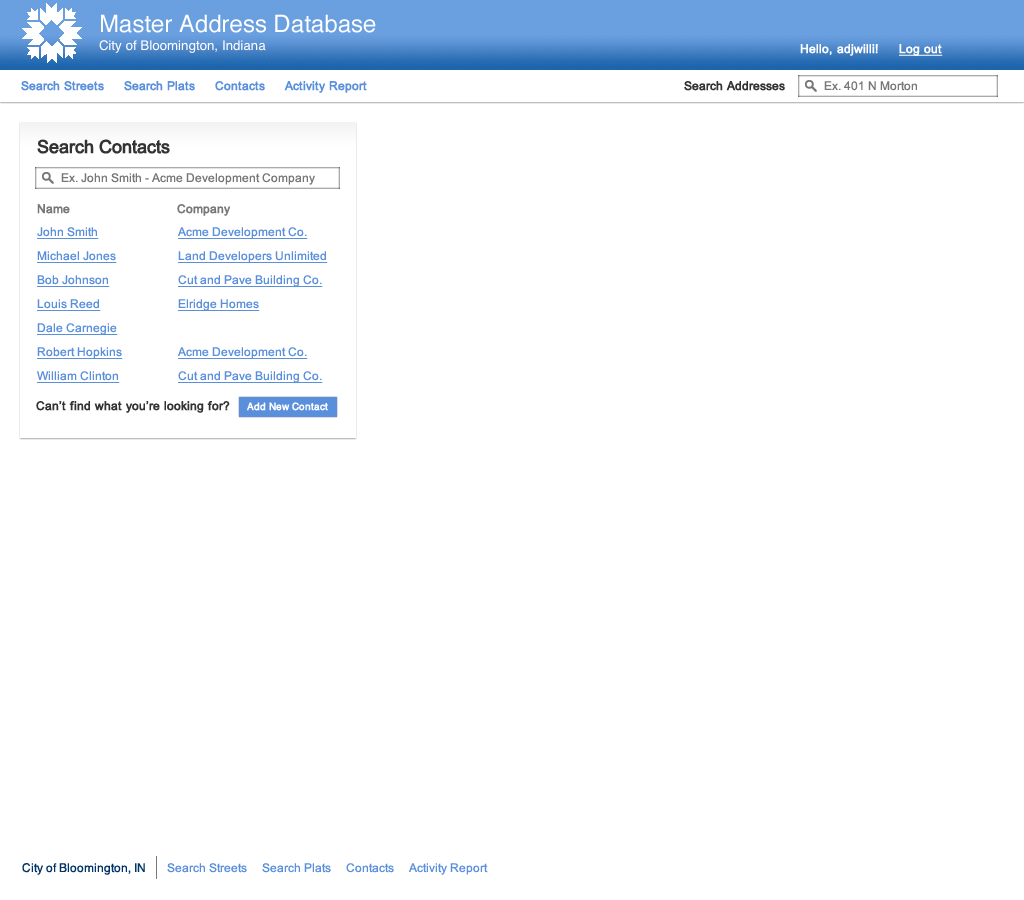 Master Address Database
City of Bloomington, Indiana
Hello, adjwilli! Log out
Search Streets Search Plats Contacts Activity Report Search Addresses Ex. 401 N Morton
Search Contacts
Ex. John Smith - Acme Development Company
Name Company
John Smith Acme Development Co.
Michael Jones Land Developers Unlimited
Bob Johnson Cut and Pave Building Co.
Louis Reed Elridge Homes
Dale Carnegie
Robert Hopkins Acme Development Co.
William Clinton Cut and Pave Building Co.
Can't find what you're looking for? Add New Contact
City of Bloomington, IN Search Streets Search Plats Contacts Activity Report